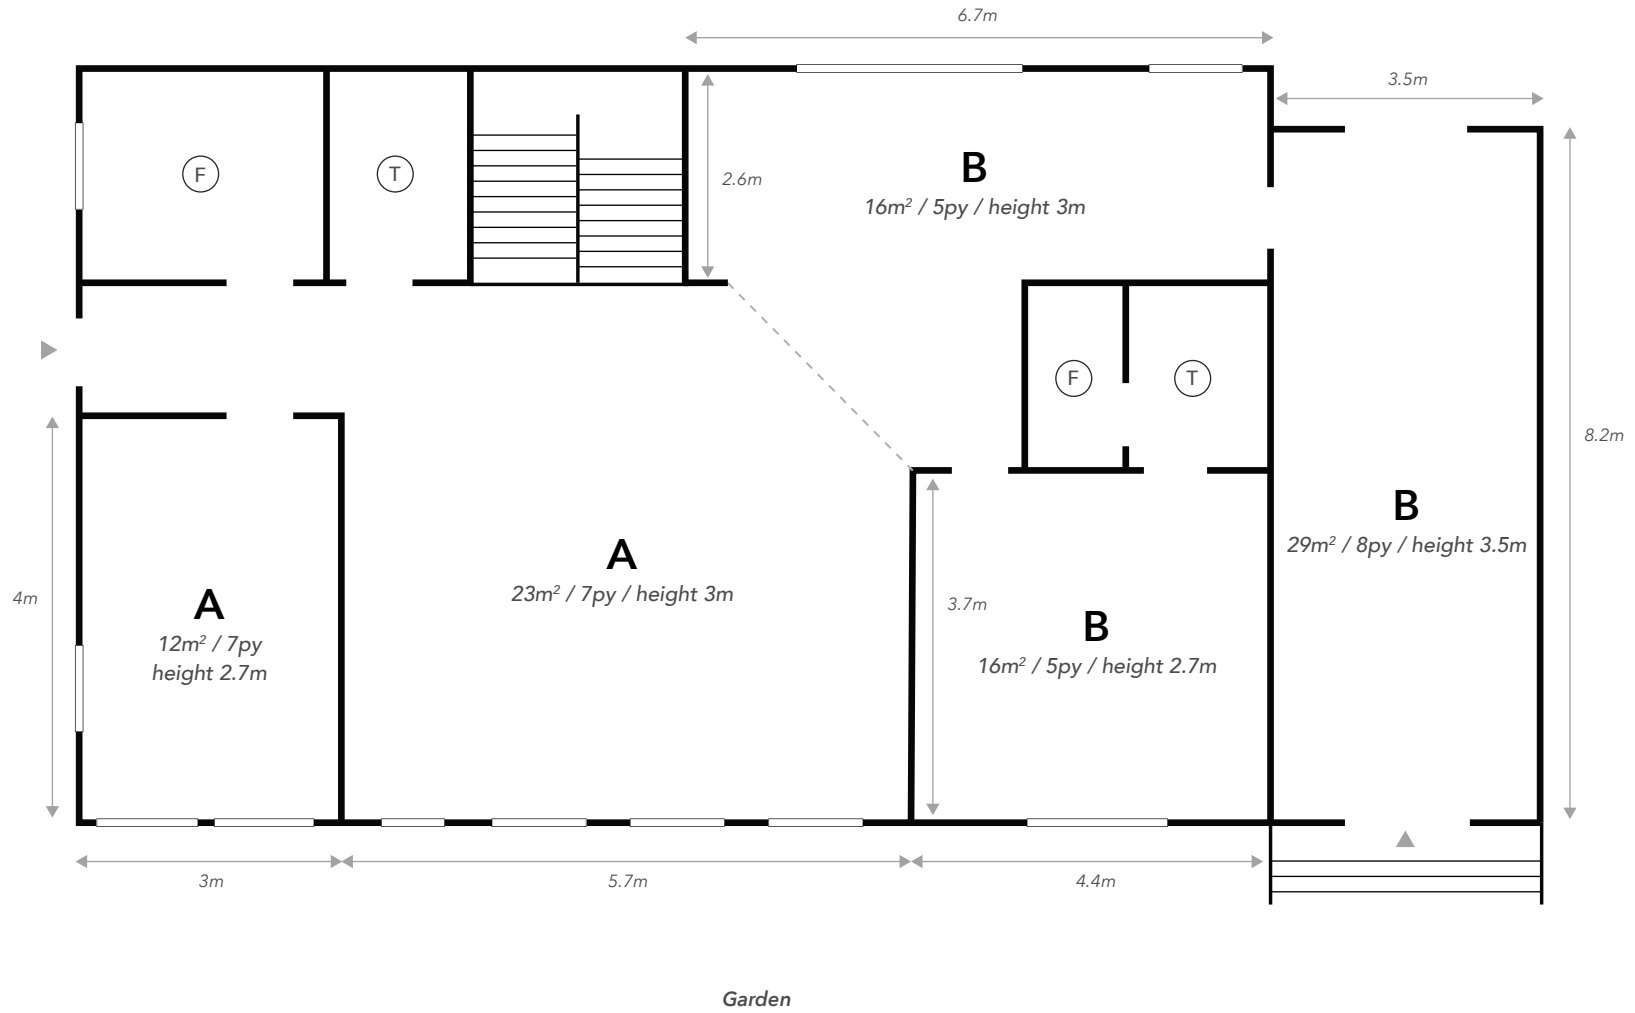 6.7m
3.5m
F
T
2.6m
B
16m² / 5py / height 3m
F
T
8.2m
B
29m² / 8py / height 3.5m
A
23m² / 7py / height 3m
4m
A
12m² / 7py
height 2.7m
3.7m
B
16m² / 5py / height 2.7m
3m
5.7m
4.4m
Garden